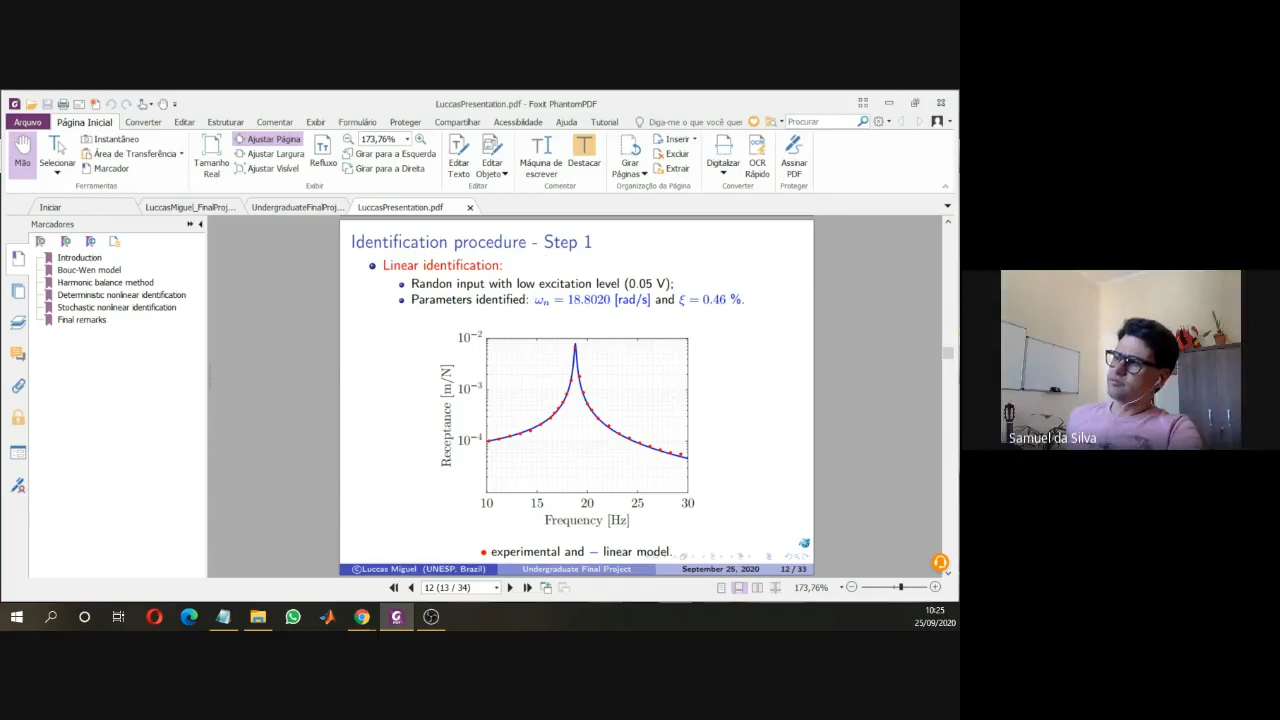 LuccasPresentation.pdf - Foxit PhantomPDF
Arquivo Página Inicial Converter Editar Estruturar Comentar Exibir Formulário Proteger Compartilhar Acessibilidade Ajuda Tutorial Diga-me o que você quer Procurar
Mão
Selecionar
Instantâneo
Área de Transferência
Marcador
Ferramentas
Tamanho Real
Ajustar Página
Ajustar Largura
Ajustar Visível
Refluxo
173,76%
Girar para a Esquerda
Girar para a Direita
Exibir
Editar Texto
Editar Objeto
Editar
Máquina de escrever
Destacar
Comentar
Girar Páginas
Inserir
Excluir
Extrair
Organização da Página
Digitalizar
OCR Rápido
Converter
Assinar PDF
Proteger
Iniciar LuccasMiguel_FinalProj... UndergraduateFinalProj... LuccasPresentation.pdf
Marcadores
Introduction
Bouc-Wen model
Harmonic balance method
Deterministic nonlinear identification
Stochastic nonlinear identification
Final remarks
Identification procedure - Step 1
Linear identification:
Randon input with low excitation level (0.05 V);
Parameters identified: ωn = 18.8020 [rad/s] and ξ = 0.46 %.
Receptance [m/N]
10⁻²
10⁻³
10⁻⁴
10 15 20 25 30
Frequency [Hz]
• experimental and – linear model.
©Luccas Miguel (UNESP, Brazil) Undergraduate Final Project September 25, 2020 12 / 33
12 (13 / 34)
173,76%
10:25
25/09/2020
Samuel da Silva